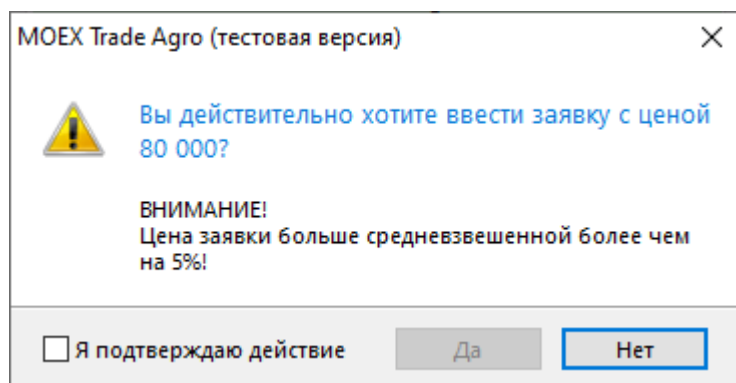 MOEX Trade Agro (тестовая версия)
Вы действительно хотите ввести заявку с ценой
80 000?
ВНИМАНИЕ!
Цена заявки больше средневзвешенной более чем
на 5%!
Я подтверждаю действие Да Нет